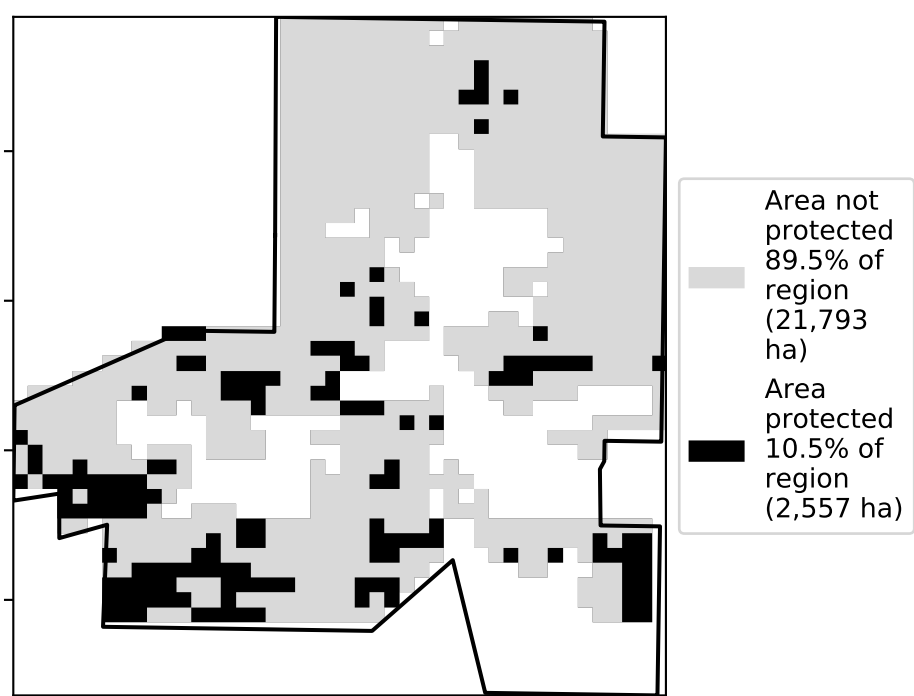 Area not
protected
89.5% of
region
(21,793
ha)
Area
protected
10.5% of
region
(2,557 ha)